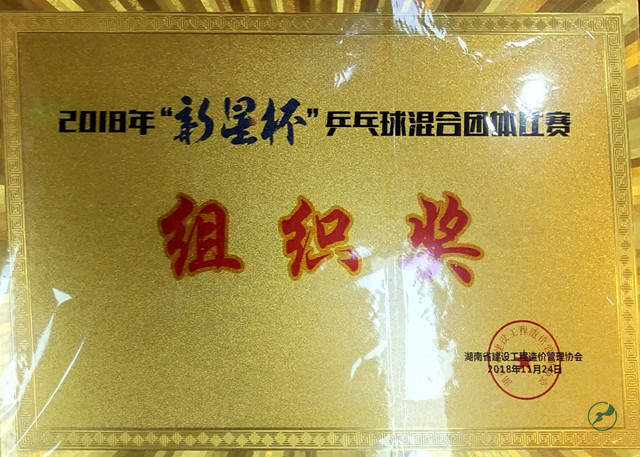 2018年“新星杯”乒乓球混合团体比赛
组织奖
湖南省建设工程造价管理协会
2018年11月24日